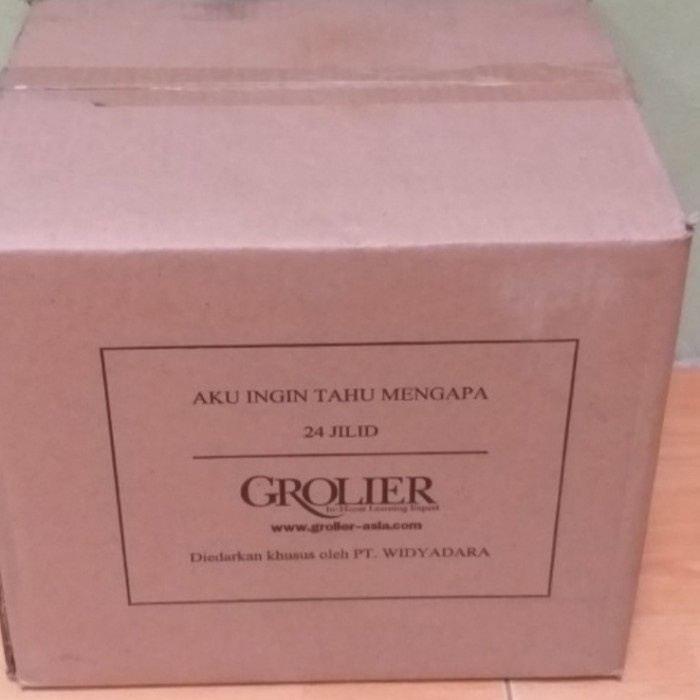 AKU INGIN TAHU MENGAPA
24 JILID
GROLIER
In-Home Learning Expert
www.grolier-asia.com
Diedarkan khusus oleh PT. WIDYADARA